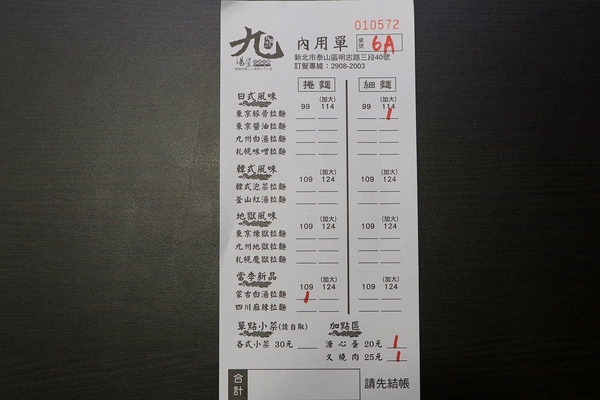 010572
九 湯屋
內用單
桌號 6A
新北市泰山區明志路三段40號
訂餐專線：2908-2003
捲麵 細麵
日式風味 99 (加大) 114 99 (加大) 114
東京豚骨拉麵 1
東京醬油拉麵
九州白湯拉麵
札幌味噌拉麵
韓式風味 109 (加大) 124 109 (加大) 124
韓式泡菜拉麵
釜山紅湯拉麵
地獄風味 109 (加大) 124 109 (加大) 124
東京煉獄拉麵
九州地獄拉麵
札幌魔獄拉麵
當季新品 109 (加大) 124 109 (加大) 124
蒙古白湯拉麵 1
四川麻辣拉麵
單點小菜(請自取) 加點區
各式小菜 30元 溏心蛋 20元 1
叉燒肉 25元 1
合計 請先結帳